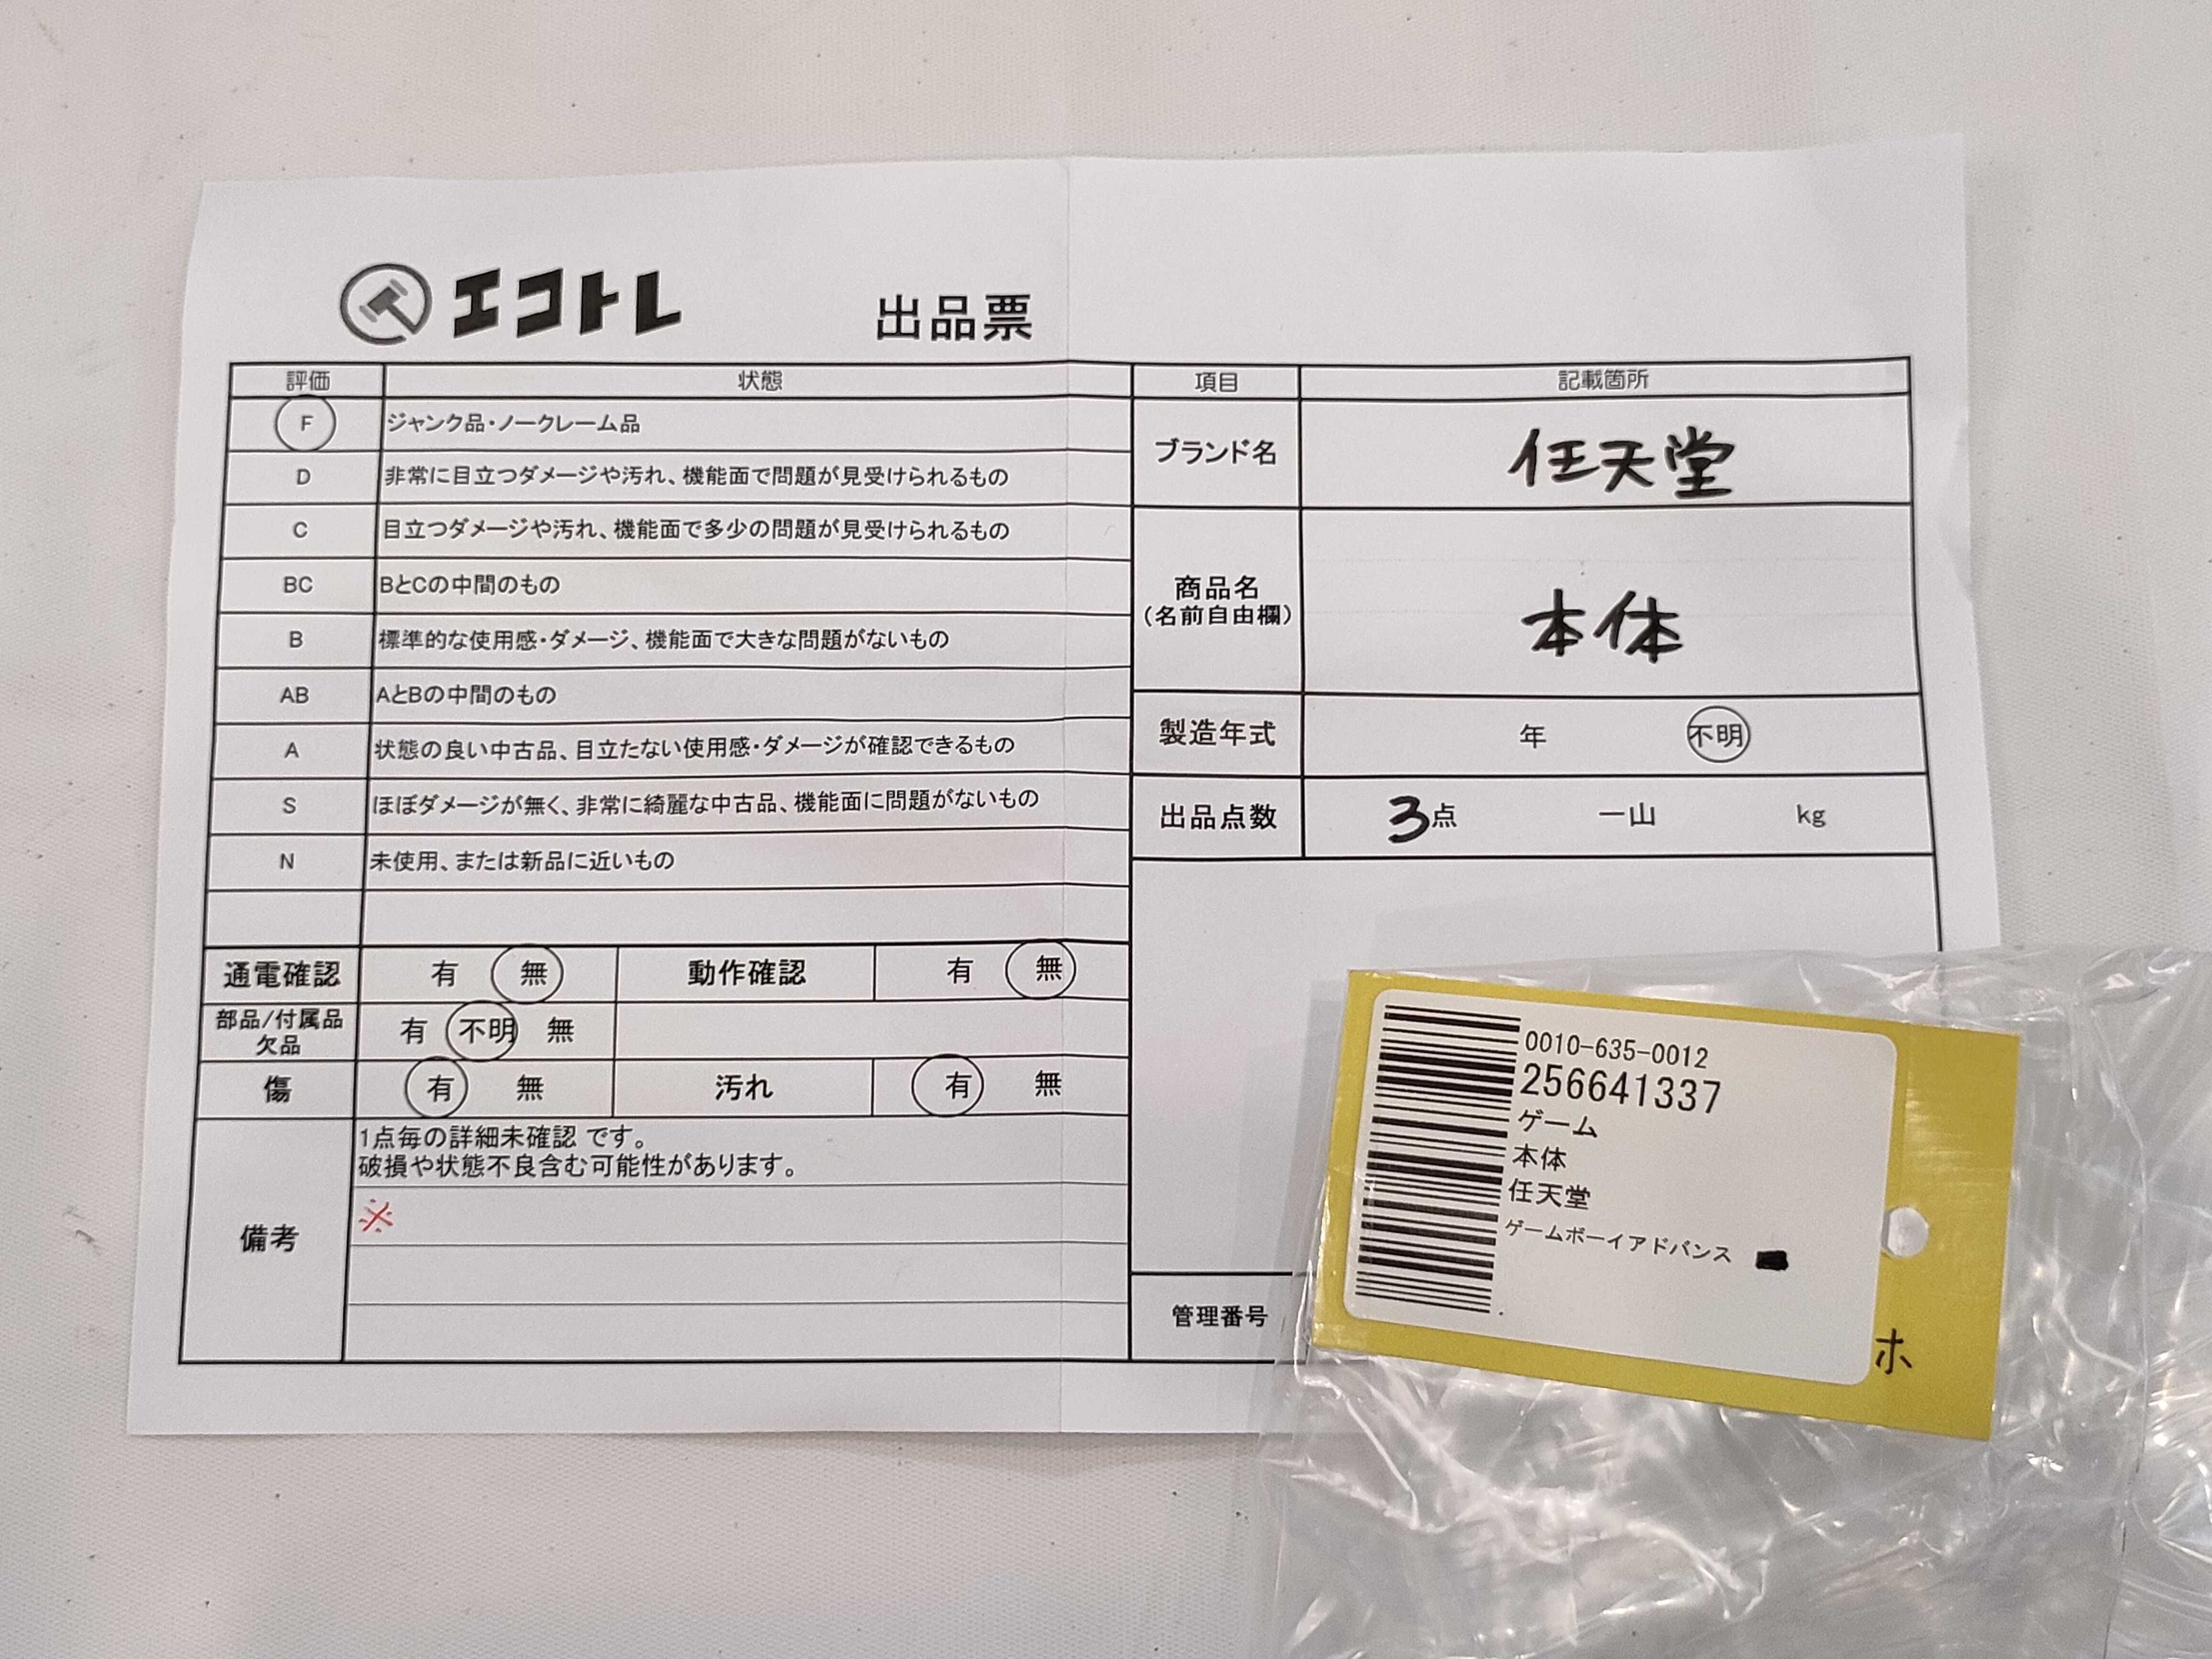 エコトレ 出品票
評価 状態
F ジャンク品・ノークレーム品
D 非常に目立つダメージや汚れ、機能面で問題が見受けられるもの
C 目立つダメージや汚れ、機能面で多少の問題が見受けられるもの
BC BとCの中間のもの
B 標準的な使用感・ダメージ、機能面で大きな問題がないもの
AB AとBの中間のもの
A 状態の良い中古品、目立たない使用感・ダメージが確認できるもの
S ほぼダメージが無く、非常に綺麗な中古品、機能面に問題がないもの
N 未使用、または新品に近いもの
通電確認 有 無 動作確認 有 無
部品/付属品
欠品
有 不明 無
傷 有 無 汚れ 有 無
備考
1点毎の詳細未確認 です。
破損や状態不良含む可能性があります。
※
項目 記載箇所
ブランド名 任天堂
商品名
(名前自由欄)
本体
製造年式 年 不明
出品点数 3点 一山 kg
管理番号
0010-635-0012
256641337
ゲーム
本体
任天堂
ゲームボーイアドバンス
ホ